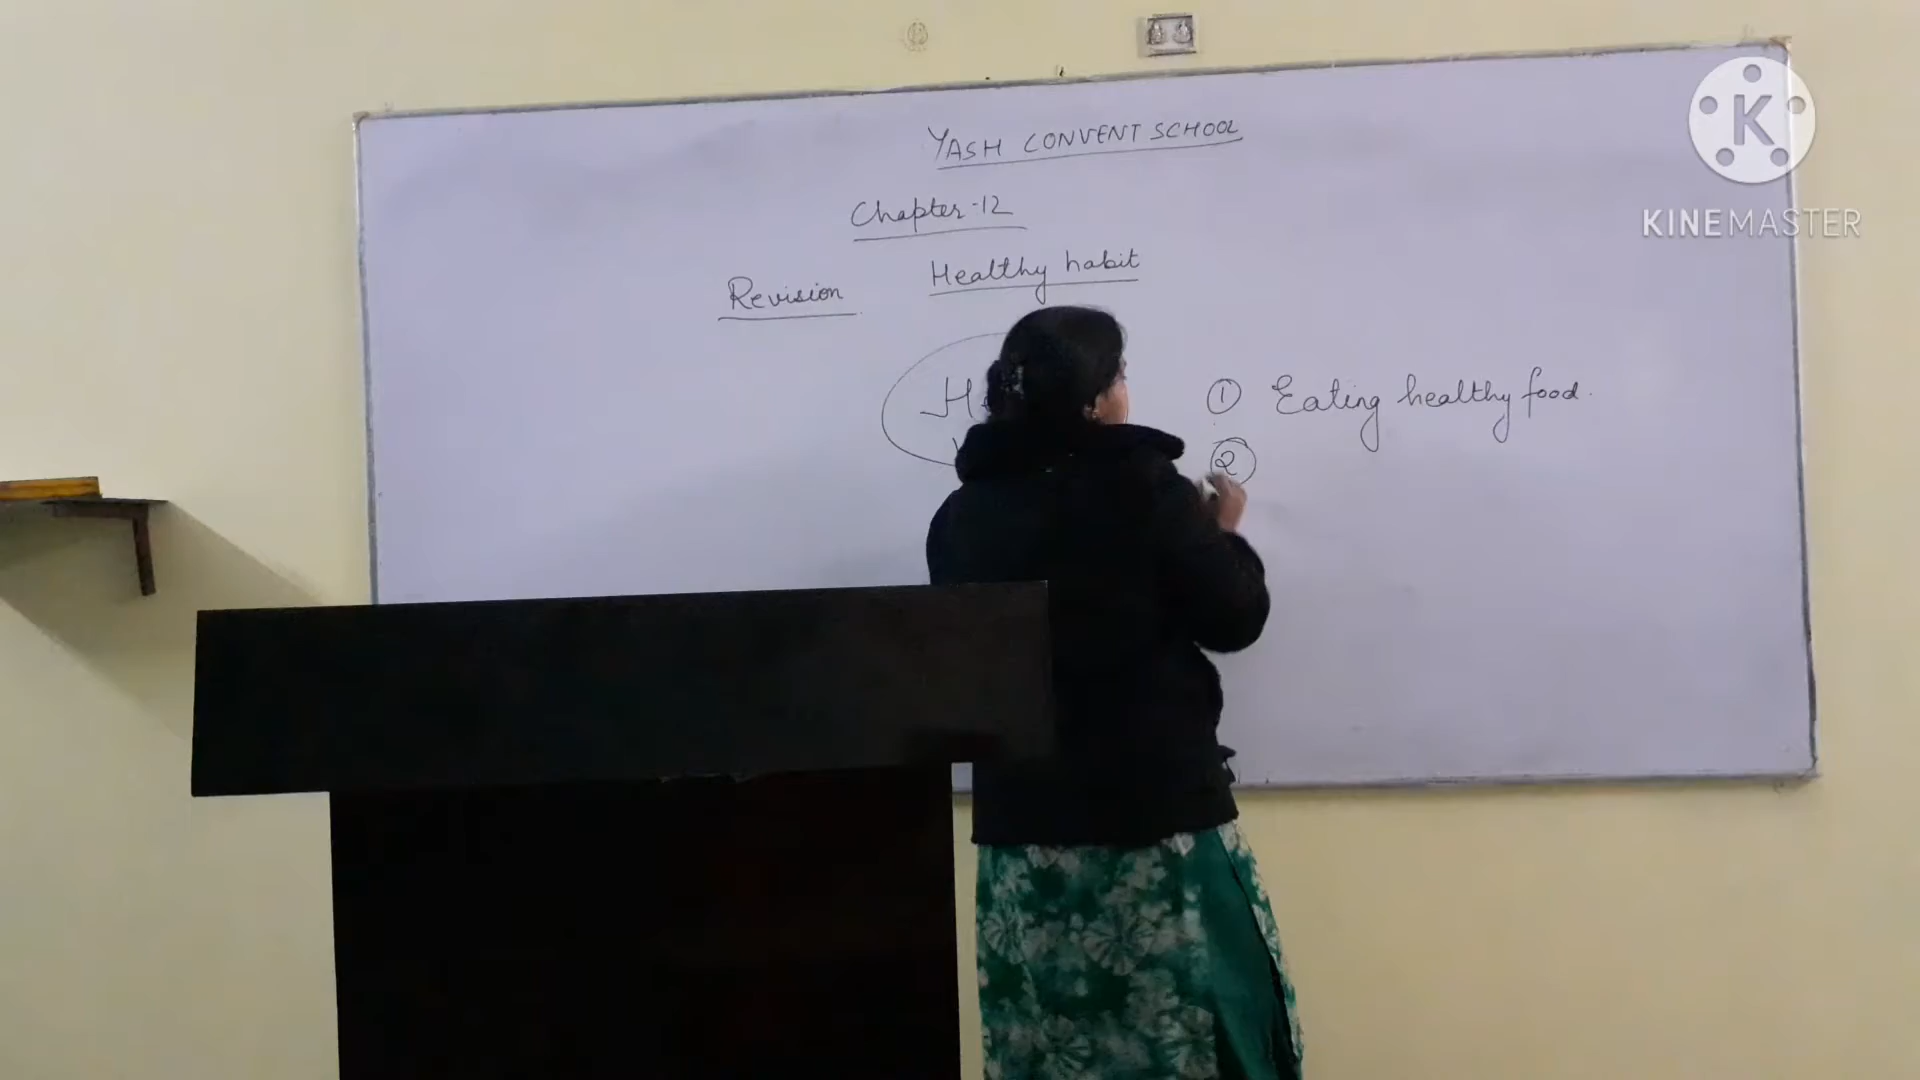 YASH CONVENT SCHOOL
Chapter-12
Healthy habit
Revision
① Eating healthy food.
②
K
KINEMASTER